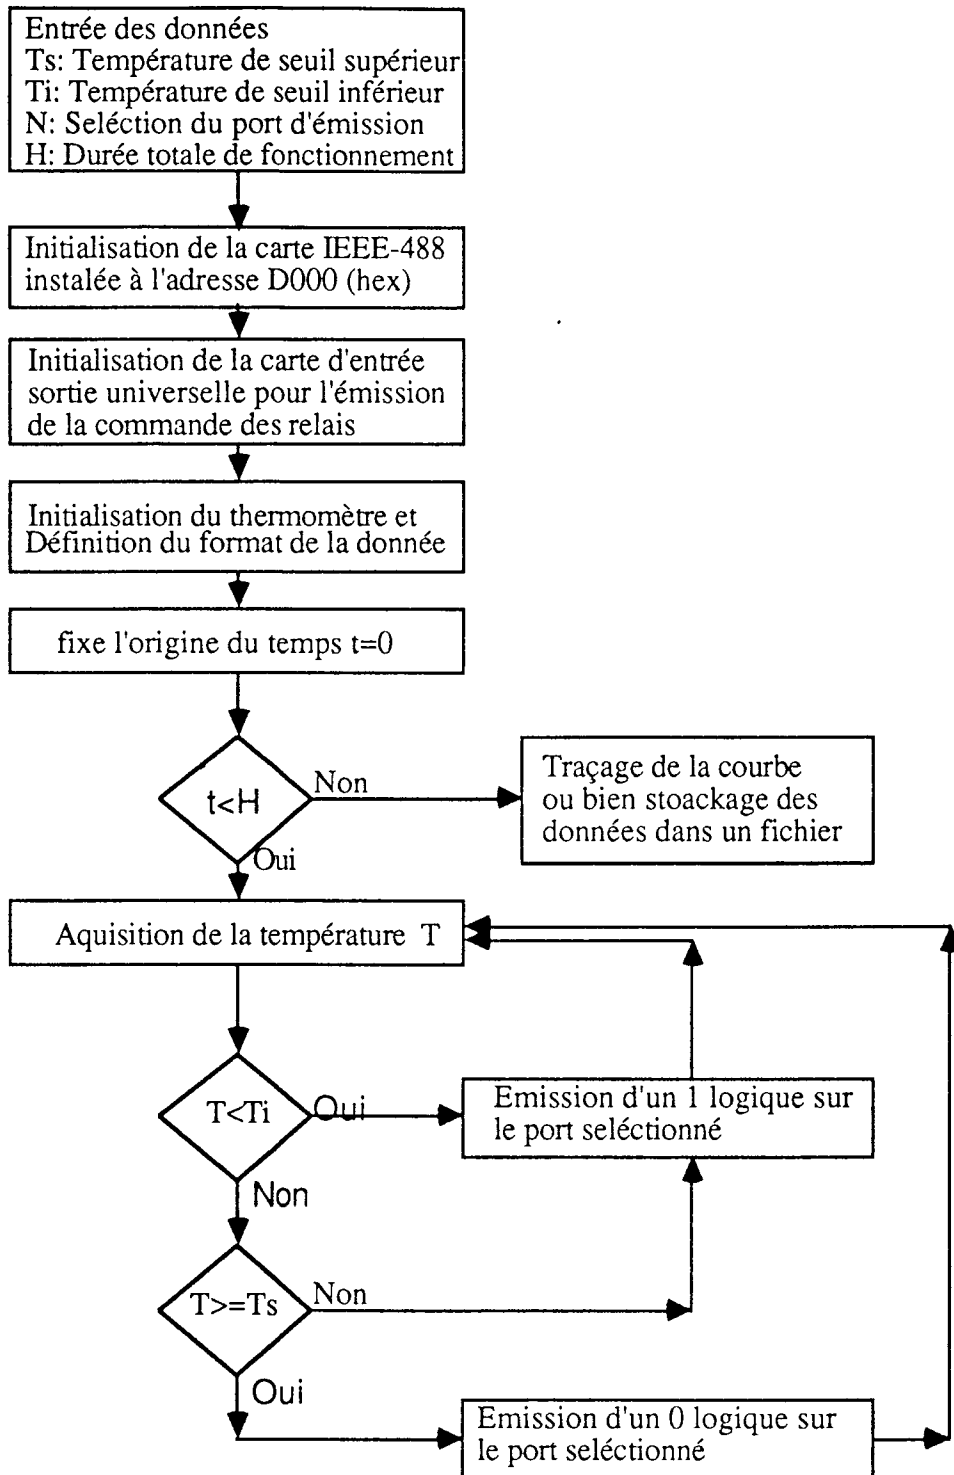 Entrée des données
Ts: Température de seuil supérieur
Ti: Température de seuil inférieur
N: Seléction du port d'émission
H: Durée totale de fonctionnement
Initialisation de la carte IEEE-488
instalée à l'adresse D000 (hex)
Initialisation de la carte d'entrée
sortie universelle pour l'émission
de la commande des relais
Initialisation du thermomètre et
Définition du format de la donnée
fixe l'origine du temps t=0
t<H
Non
Traçage de la courbe
ou bien stoackage des
données dans un fichier
Oui
Aquisition de la température T
T<Ti
Oui
Emission d'un 1 logique sur
le port seléctionné
Non
T>=Ts
Non
Oui
Emission d'un 0 logique sur
le port seléctionné